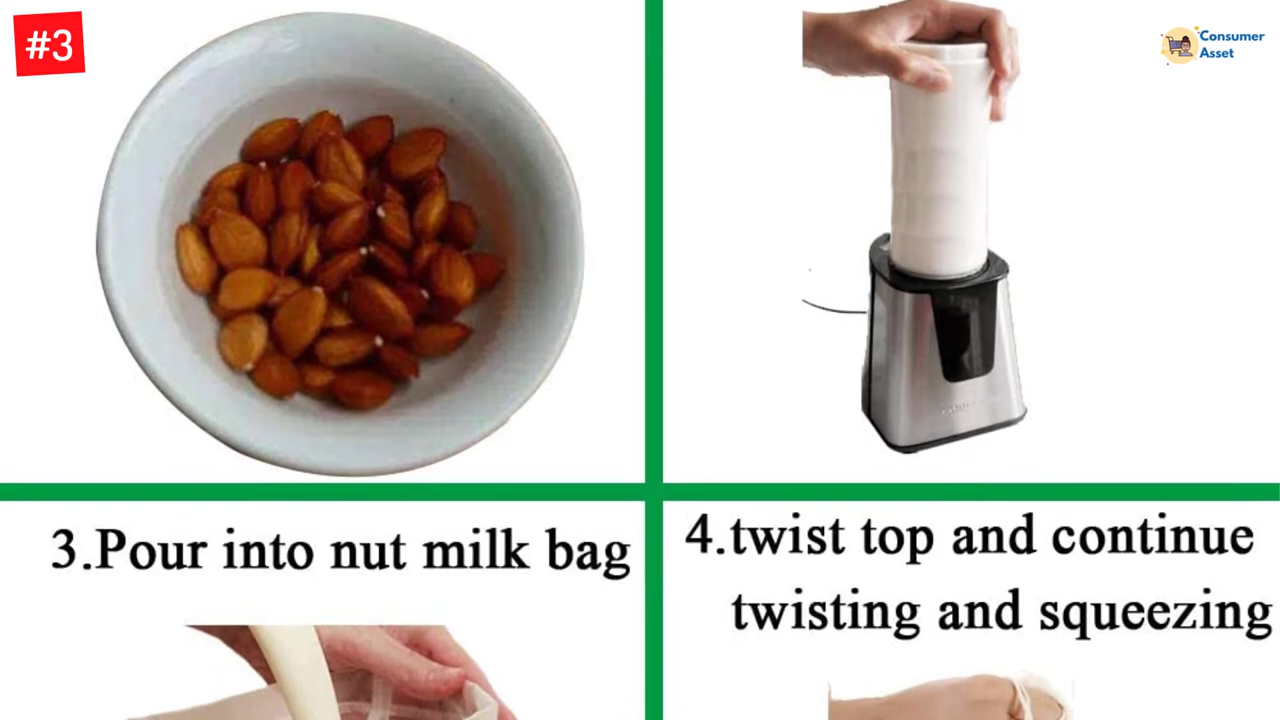 #3
Consumer
Asset
3.Pour into nut milk bag
4.twist top and continue
twisting and squeezing